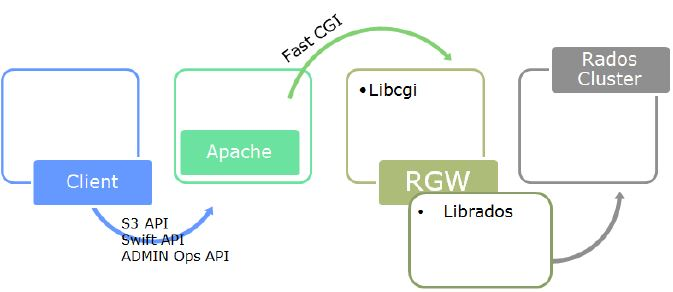 Fast CGI
Rados
Cluster
•Libcgi
Apache
Client
RGW
• Librados
S3 API
Swift API
ADMIN Ops API